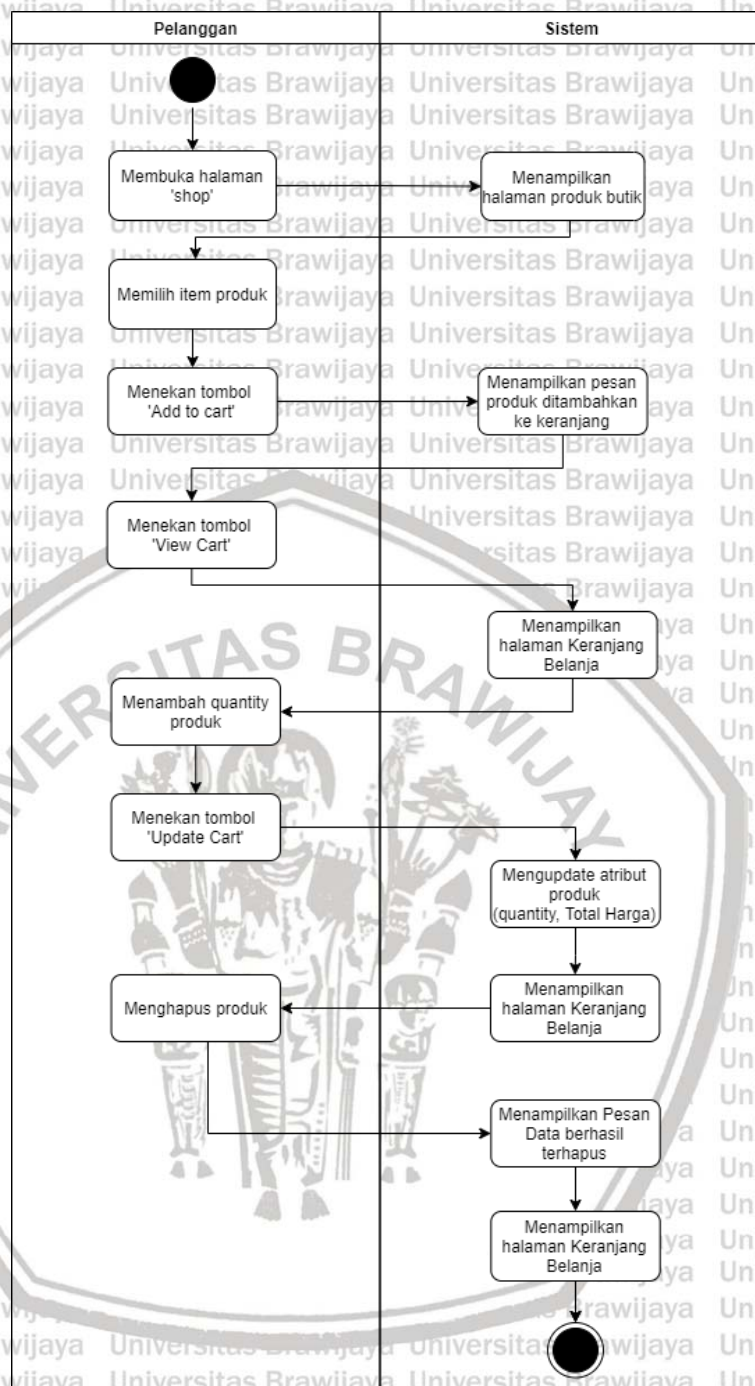 Pelanggan
Sistem
Membuka halaman
'shop'
Menampilkan
halaman produk butik
Memilih item produk
Menekan tombol
'Add to cart'
Menampilkan pesan
produk ditambahkan
ke keranjang
Menekan tombol
'View Cart'
Menampilkan
halaman Keranjang
Belanja
Menambah quantity
produk
Menekan tombol
'Update Cart'
Mengupdate atribut
produk
(quantity, Total Harga)
Menampilkan
halaman Keranjang
Belanja
Menghapus produk
Menampilkan Pesan
Data berhasil
terhapus
Menampilkan
halaman Keranjang
Belanja